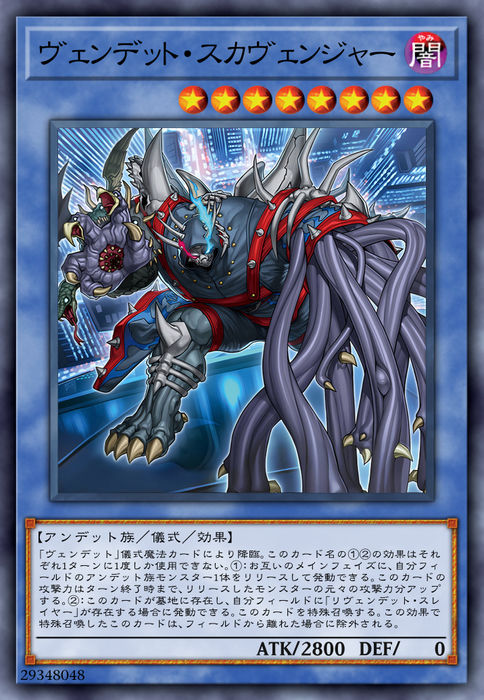 ヴェンデット・スカヴェンジャー
やみ
闇
【アンデット族／儀式／効果】
「ヴェンデット」儀式魔法カードにより降臨。このカード名の①②の効果はそれ
ぞれ1ターンに1度しか使用できない。①：お互いのメインフェイズに、自分フィ
ールドのアンデット族モンスター1体をリリースして発動できる。このカードの
攻撃力はターン終了時まで、リリースしたモンスターの元々の攻撃力分アップ
する。②：このカードが墓地に存在し、自分フィールドに「リヴェンデット・スレ
イヤー」が存在する場合に発動できる。このカードを特殊召喚する。この効果で
特殊召喚したこのカードは、フィールドから離れた場合に除外される。
ATK/2800 DEF/ 0
29348048